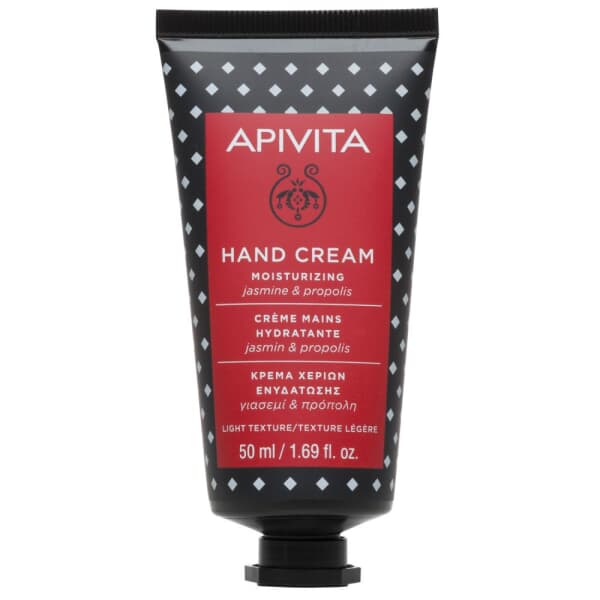 APIVITA
HAND CREAM
MOISTURIZING
jasmine & propolis
CRÈME MAINS
HYDRATANTE
jasmin & propolis
ΚΡΕΜΑ ΧΕΡΙΩΝ
ΕΝΥΔΑΤΩΣΗΣ
γιασεμί & πρόπολη
LIGHT TEXTURE/TEXTURE LÉGÈRE
50 ml / 1.69 fl. oz.